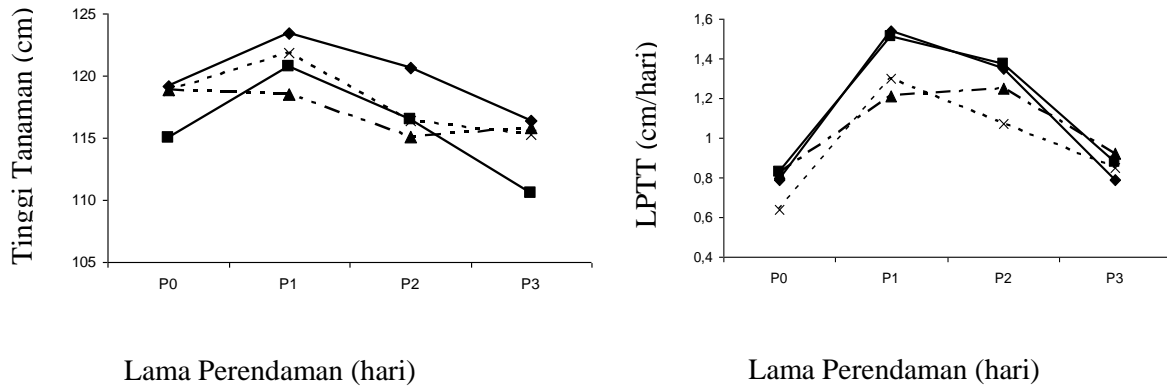 Tinggi Tanaman (cm)
125
120
115
110
105
P0 P1 P2 P3
Lama Perendaman (hari)
LPTT (cm/hari)
1,6
1,4
1,2
1
0,8
0,6
0,4
P0 P1 P2 P3
Lama Perendaman (hari)